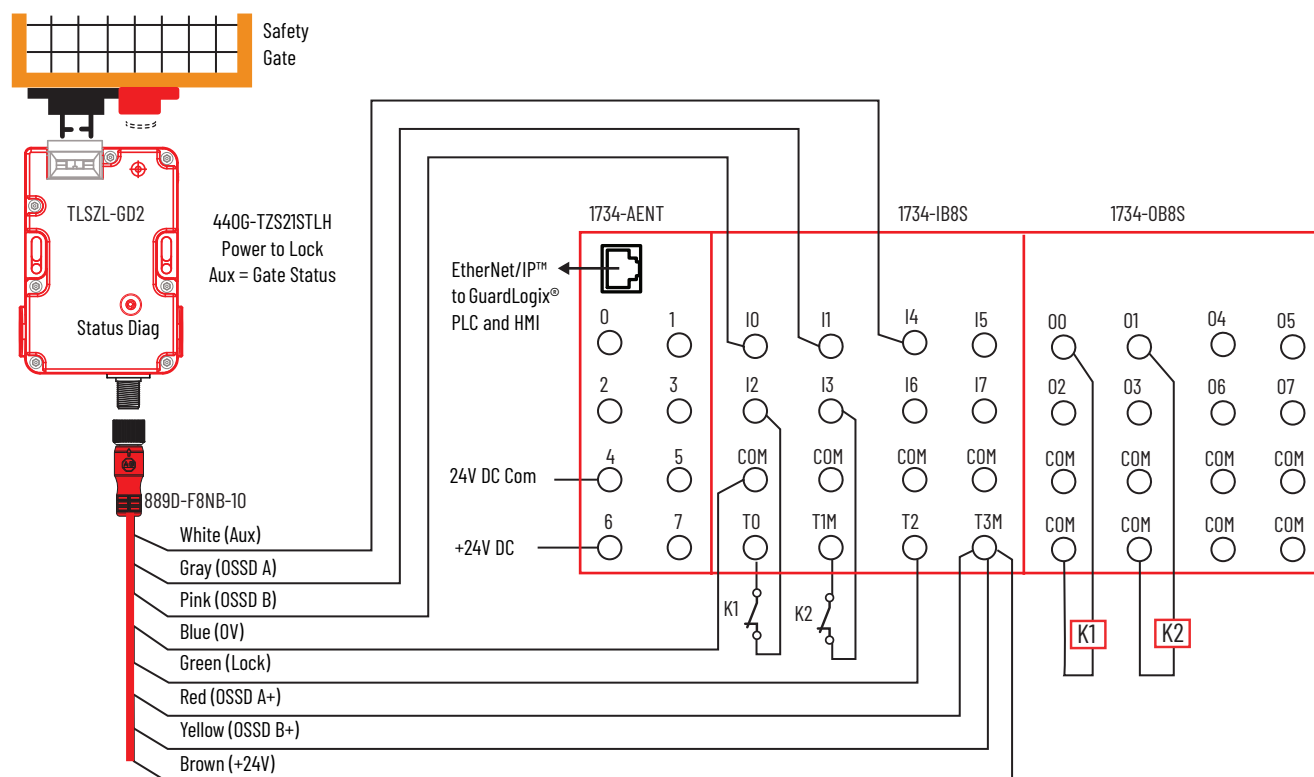 Safety
Gate
TLSZL-GD2
Status Diag
440G-TZS21STLH
Power to Lock
Aux = Gate Status
889D-F8NB-10
AB
White (Aux)
Gray (OSSD A)
Pink (OSSD B)
Blue (0V)
Green (Lock)
Red (OSSD A+)
Yellow (OSSD B+)
Brown (+24V)
EtherNet/IP™
to GuardLogix®
PLC and HMI
24V DC Com
+24V DC
1734-AENT
0 1
2 3
4 5
6 7
1734-IB8S
I0 I1 I4 I5
I2 I3 I6 I7
COM COM COM COM
T0 T1M T2 T3M
K1 K2
1734-OB8S
O0 O1 O4 O5
O2 O3 O6 O7
COM COM COM COM
COM COM COM COM
K1 K2